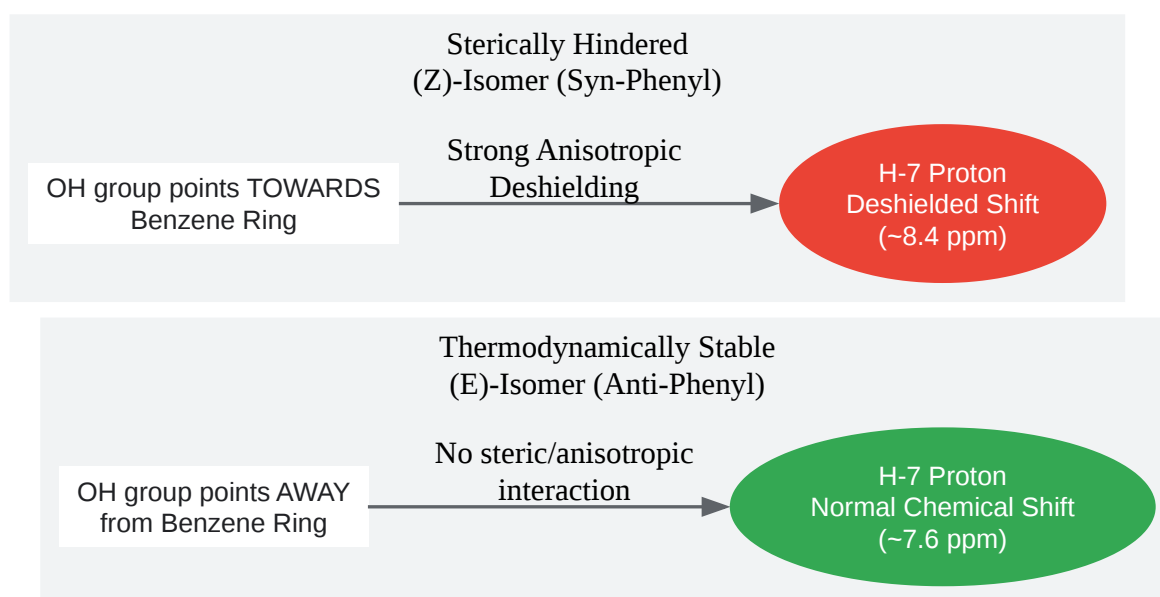 Sterically Hindered
(Z)-Isomer (Syn-Phenyl)
OH group points TOWARDS
Benzene Ring
Strong Anisotropic
Deshielding
H-7 Proton
Deshielded Shift
(~8.4 ppm)
Thermodynamically Stable
(E)-Isomer (Anti-Phenyl)
OH group points AWAY
from Benzene Ring
No steric/anisotropic
interaction
H-7 Proton
Normal Chemical Shift
(~7.6 ppm)